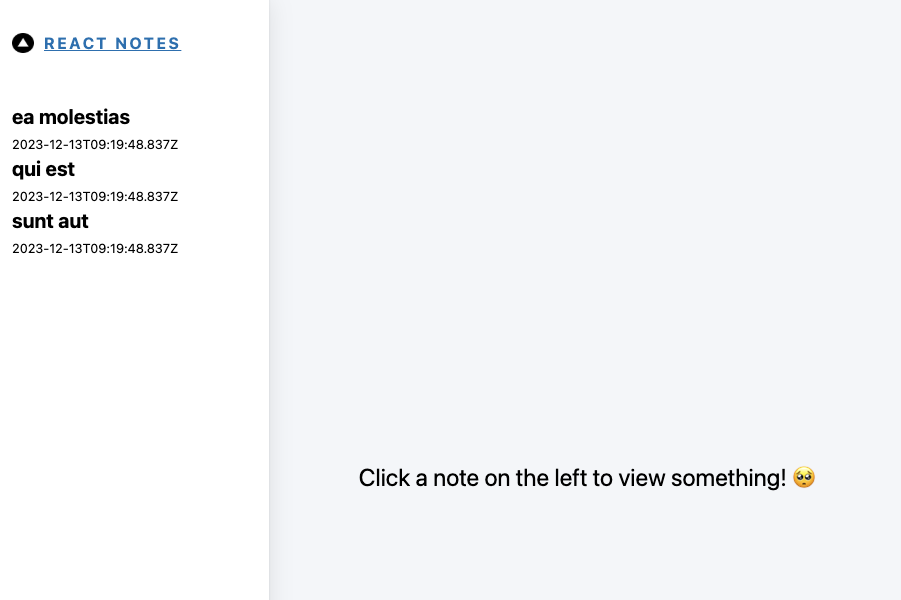 REACT NOTES
ea molestias
2023-12-13T09:19:48.837Z
qui est
2023-12-13T09:19:48.837Z
sunt aut
2023-12-13T09:19:48.837Z
Click a note on the left to view something! 🥺